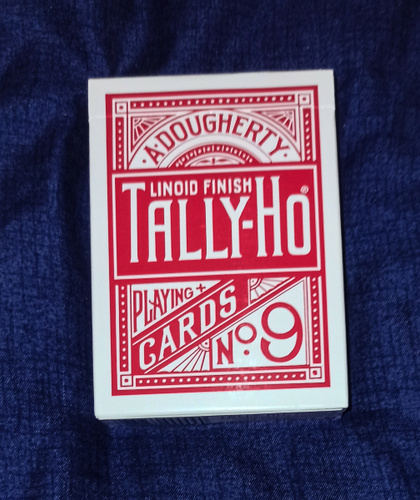 A·DOUGHERTY
LINOID FINISH
TALLY-HO®
PLAYING +
CARDS
No. 9